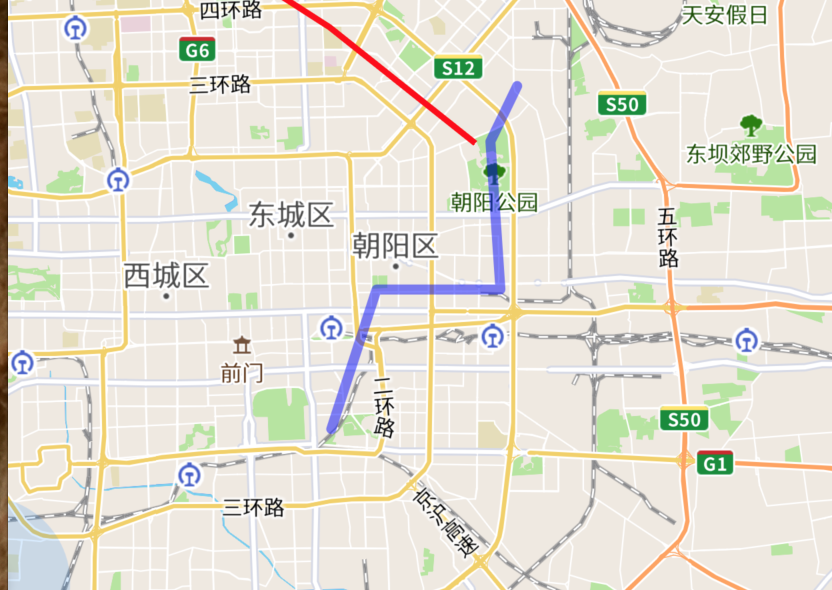 四环路
天安假日
G6
S12
三环路
S50
东坝郊野公园
朝阳公园
东城区
五环路
朝阳区
西城区
前门
二环路
S50
G1
三环路
京沪高速